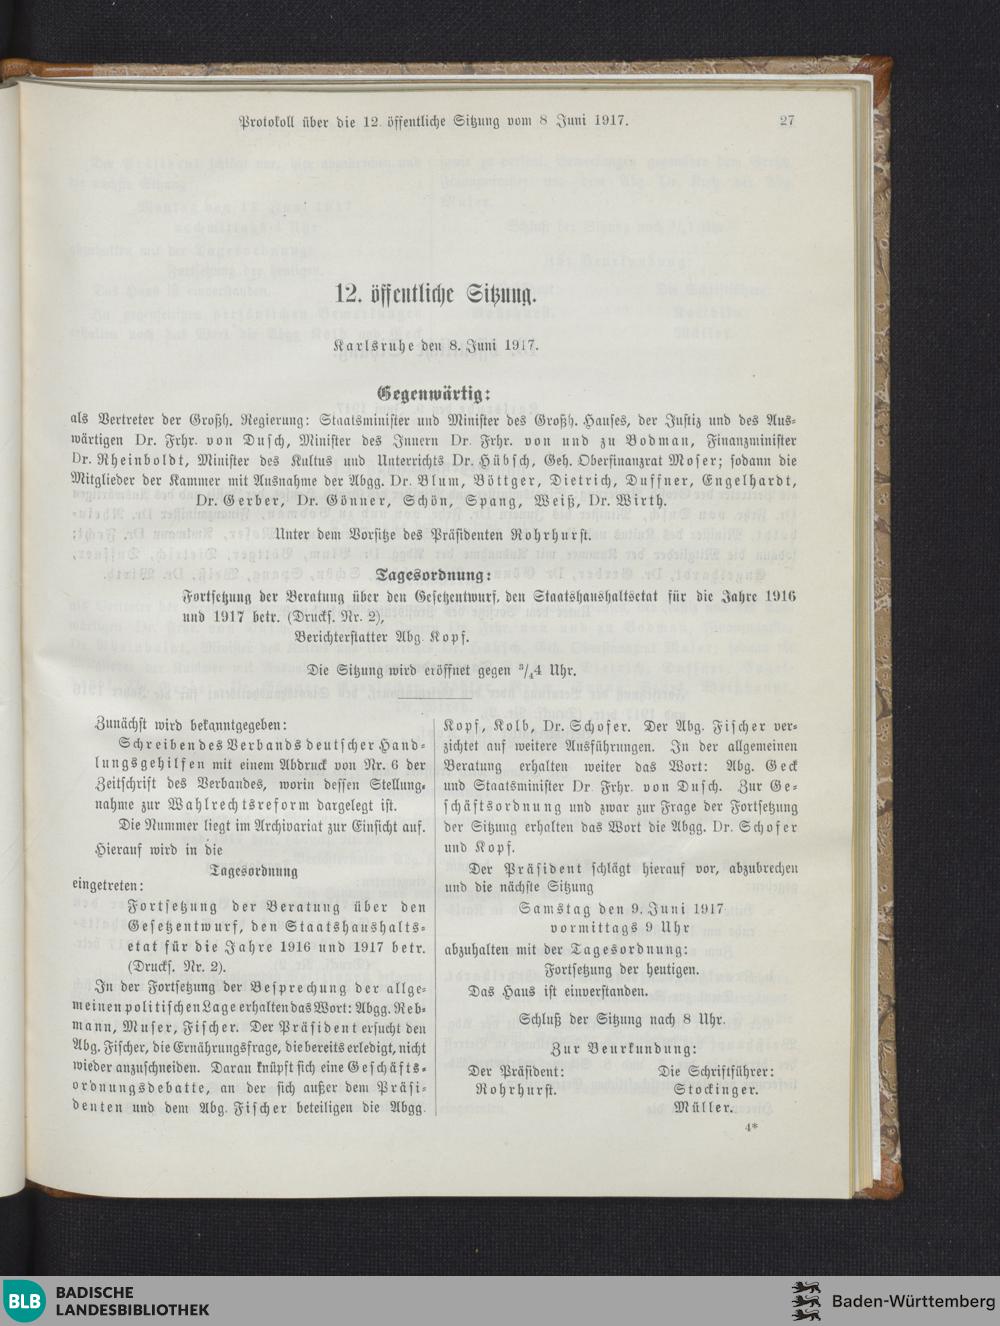 Protokoll über die 12. öffentliche Sitzung vom 8 Juni 1917.
27
12. öffentliche Sitzung.
Karlsruhe den 8. Juni 1917.
Gegenwärtig:
als Vertreter der Großh. Regierung: Staatsminister und Minister des Großh. Hauses, der Justiz und des Aus-
wärtigen Dr. Frhr. von Dusch, Minister des Innern Dr. Frhr. von und zu Bodman, Finanzminister
Dr. Rheinboldt, Minister des Kultus und Unterrichts Dr. Hübsch, Geh. Oberfinanzrat Moser; sodann die
Mitglieder der Kammer mit Ausnahme der Abgg. Dr. Blum, Böttger, Dietrich, Duffner, Engelhardt,
Dr. Gerber, Dr. Gönner, Schön, Spang, Weiß, Dr. Wirth.
Unter dem Vorsitze des Präsidenten Rohrhurst.
Tagesordnung:
Fortsetzung der Beratung über den Gesetzentwurf, den Staatshaushaltsetat für die Jahre 1916
und 1917 betr. (Drucks. Nr. 2),
Berichterstatter Abg. Kopf.
Die Sitzung wird eröffnet gegen ³/₄4 Uhr.
Zunächst wird bekanntgegeben:
Schreiben des Verbands deutscher Hand-
lungsgehilfen mit einem Abdruck von Nr. 6 der
Zeitschrift des Verbandes, worin dessen Stellung-
nahme zur Wahlrechtsreform dargelegt ist.
Die Nummer liegt im Archivariat zur Einsicht auf.
Hierauf wird in die
Tagesordnung
eingetreten:
Fortsetzung der Beratung über den
Gesetzentwurf, den Staatshaushalts-
etat für die Jahre 1916 und 1917 betr.
(Drucks. Nr. 2).
In der Fortsetzung der Besprechung der allge-
meinen politischen Lage erhalten das Wort: Abgg. Reb-
mann, Muser, Fischer. Der Präsident ersucht den
Abg. Fischer, die Ernährungsfrage, die bereits erledigt, nicht
wieder anzuschneiden. Daran knüpft sich eine Geschäfts-
ordnungsdebatte, an der sich außer dem Präsi-
denten und dem Abg. Fischer beteiligen die Abgg.
Kopf, Kolb, Dr. Schofer. Der Abg. Fischer ver-
zichtet auf weitere Ausführungen. In der allgemeinen
Beratung erhalten weiter das Wort: Abg. Geck
und Staatsminister Dr. Frhr. von Dusch. Zur Ge-
schäftsordnung und zwar zur Frage der Fortsetzung
der Sitzung erhalten das Wort die Abgg. Dr. Schofer
und Kopf.
Der Präsident schlägt hierauf vor, abzubrechen
und die nächste Sitzung
Samstag den 9. Juni 1917
vormittags 9 Uhr
abzuhalten mit der Tagesordnung:
Fortsetzung der heutigen.
Das Haus ist einverstanden.
Schluß der Sitzung nach 8 Uhr.
Zur Beurkundung:
Der Präsident:
Rohrhurst.
Die Schriftführer:
Stockinger.
Müller.
4*
BLB BADISCHE
LANDESBIBLIOTHEK
Baden-Württemberg